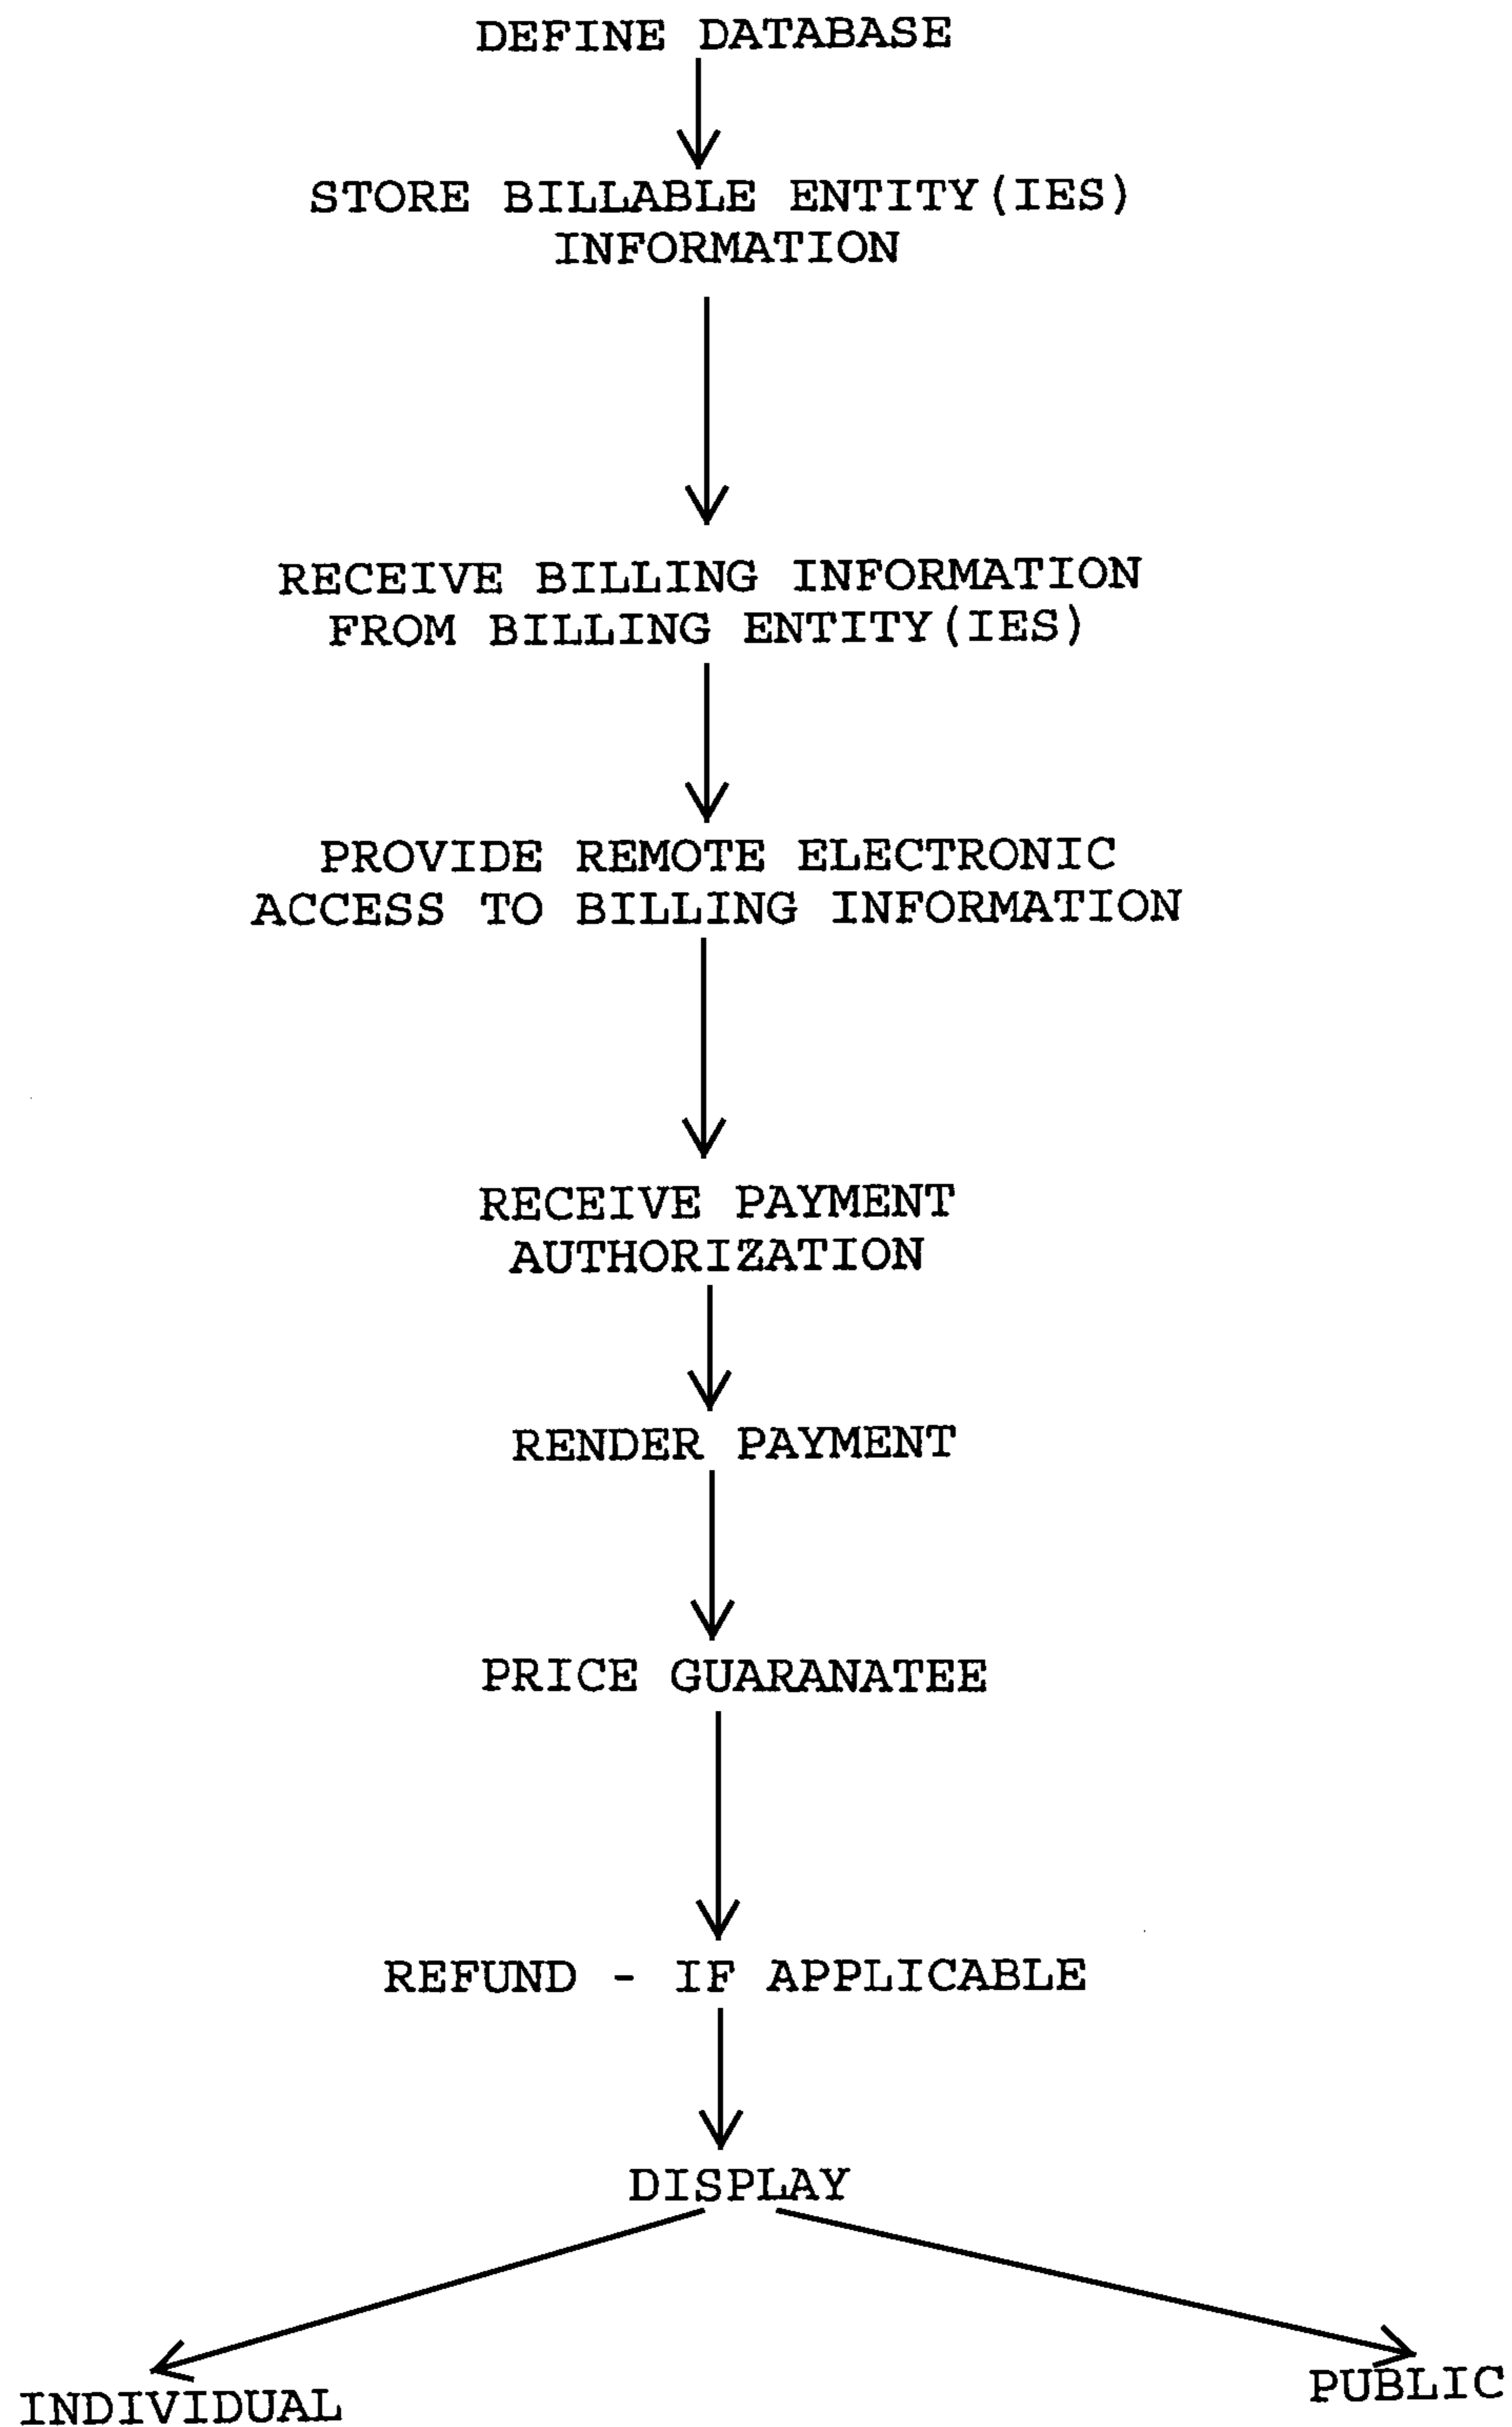 DEFINE DATABASE
STORE BILLABLE ENTITY(IES)
INFORMATION
RECEIVE BILLING INFORMATION
FROM BILLING ENTITY(IES)
PROVIDE REMOTE ELECTRONIC
ACCESS TO BILLING INFORMATION
RECEIVE PAYMENT
AUTHORIZATION
RENDER PAYMENT
PRICE GUARANATEE
REFUND - IF APPLICABLE
DISPLAY
INDIVIDUAL
PUBLIC